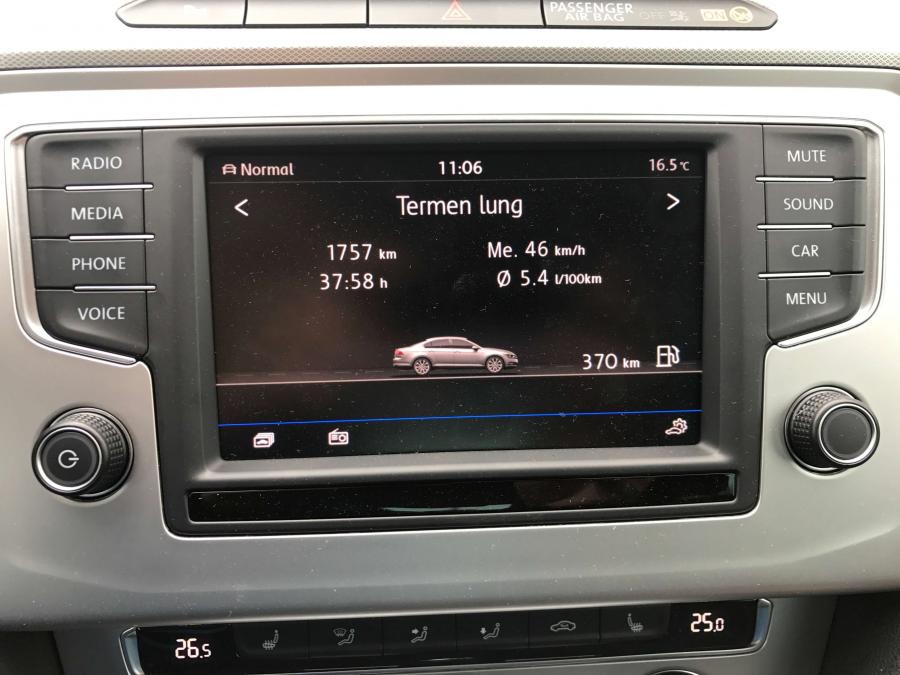 PASSENGER
AIR BAG OFF ON
RADIO
MEDIA
PHONE
VOICE
Normal 11:06 16.5 °C
< Termen lung >
1757 km Me. 46 km/h
37:58 h Ø 5.4 l/100km
370 km
MUTE
SOUND
CAR
MENU
26.5 25.0